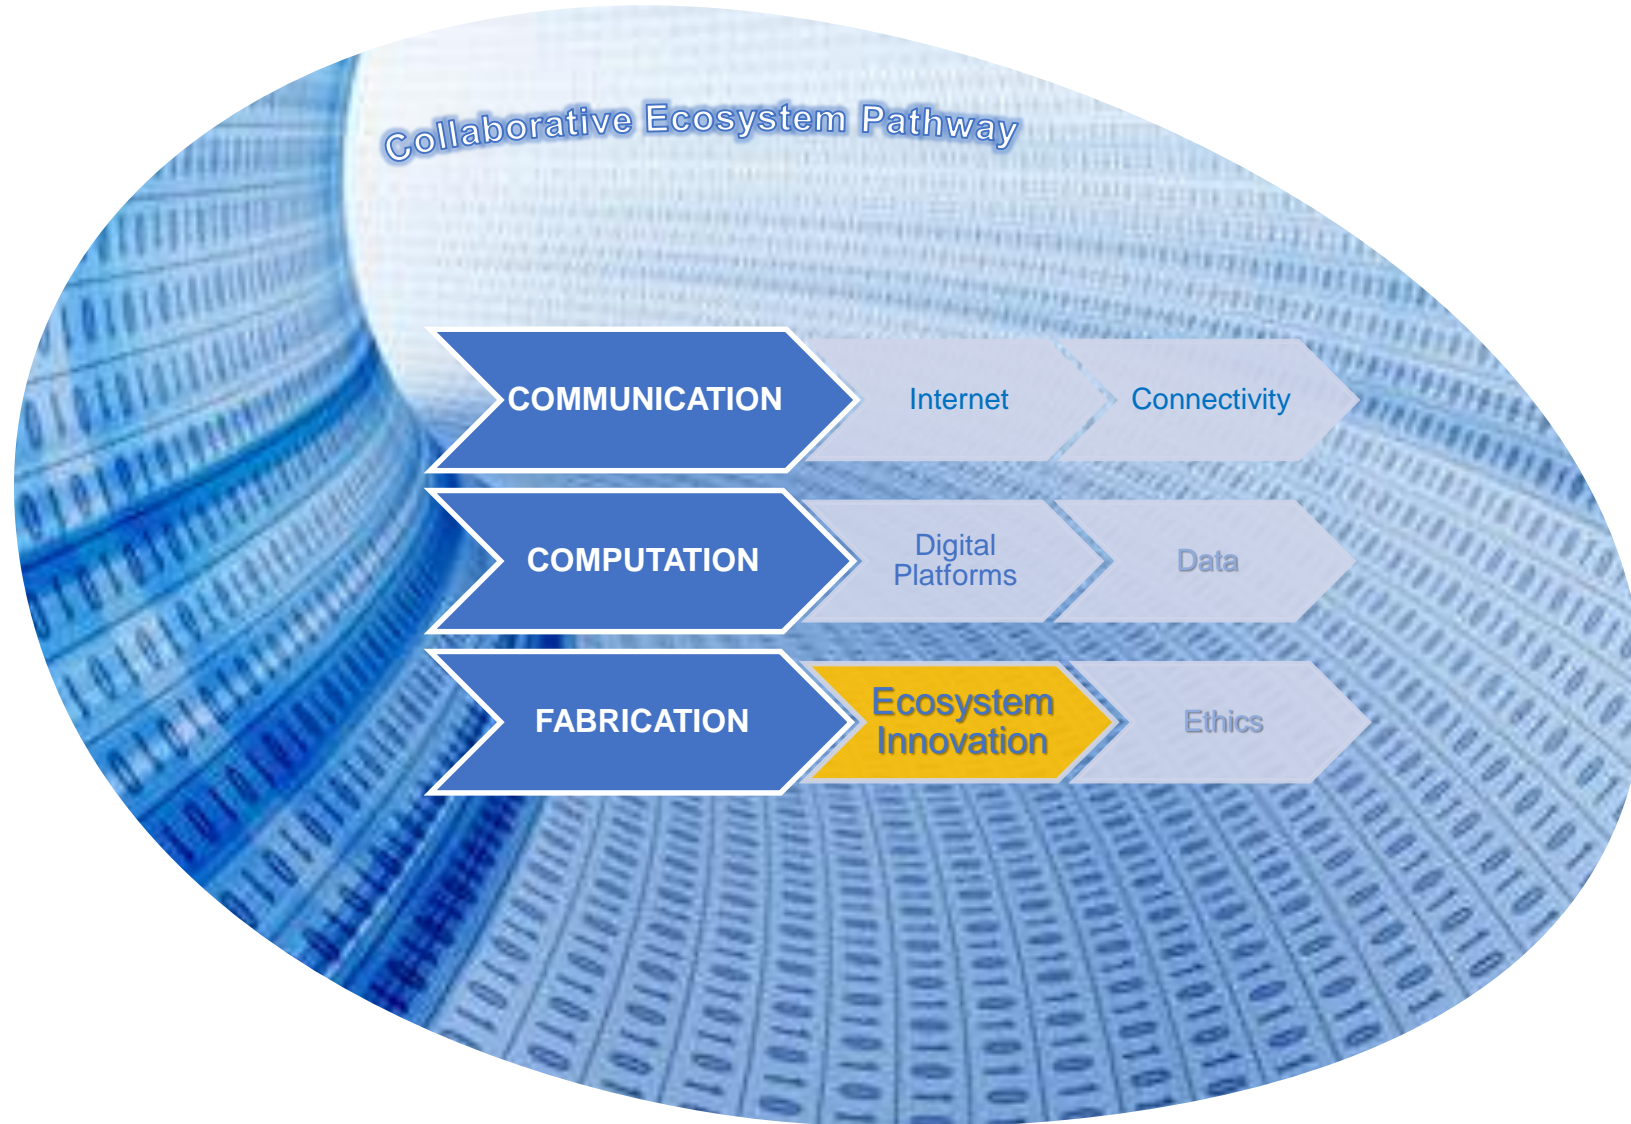 Collaborative Ecosystem Pathway
COMMUNICATION
Internet
Connectivity
COMPUTATION
Digital
Platforms
Data
FABRICATION
Ecosystem
Innovation
Ethics